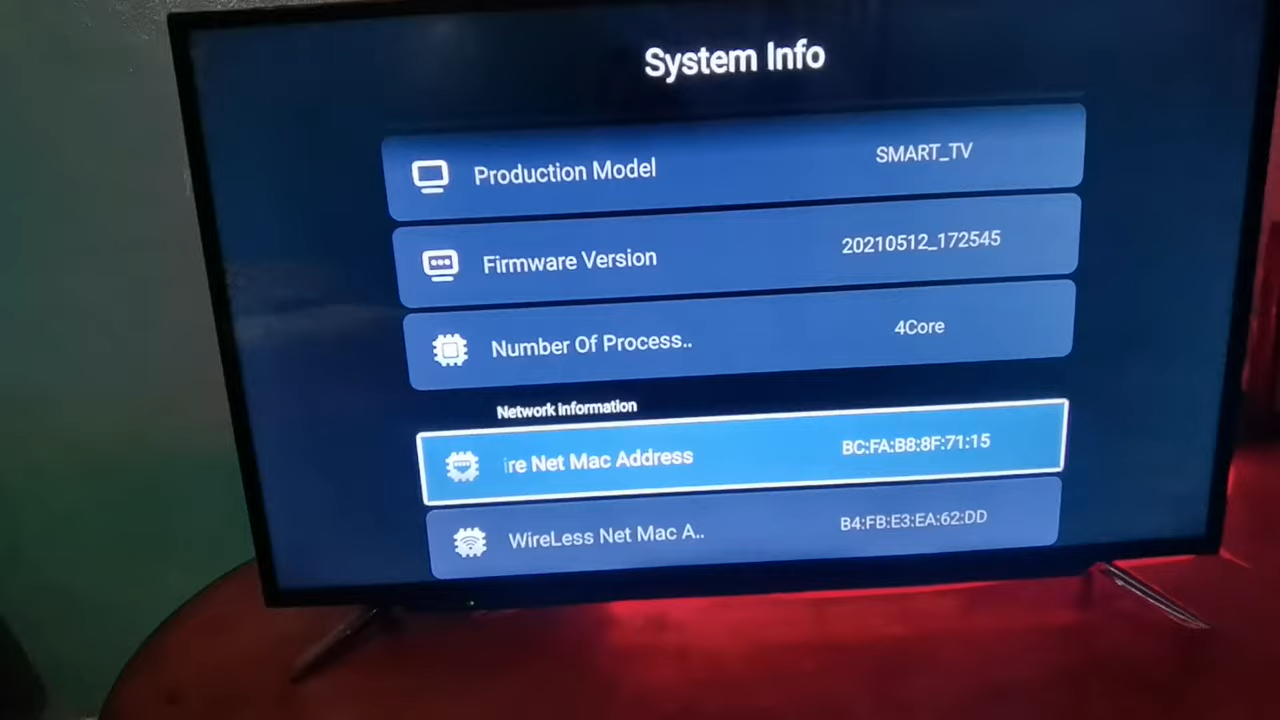 System Info
Production Model SMART_TV
Firmware Version 20210512_172545
Number Of Process.. 4Core
Network Information
ire Net Mac Address BC:FA:B8:8F:71:15
WireLess Net Mac A.. B4:FB:E3:EA:62:DD